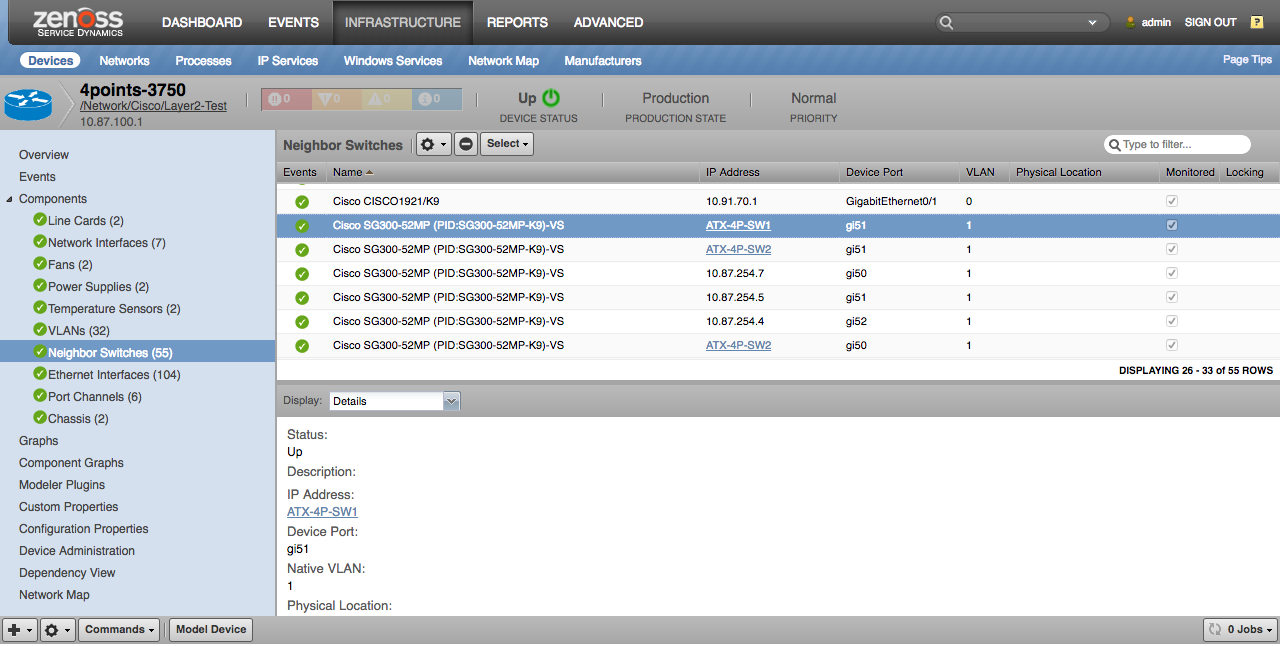 zenoss
SERVICE DYNAMICS
DASHBOARD EVENTS INFRASTRUCTURE REPORTS ADVANCED
admin SIGN OUT ?
Devices Networks Processes IP Services Windows Services Network Map Manufacturers Page Tips
4points-3750
/Network/Cisco/Layer2-Test
10.87.100.1
0 0 0 0
Up
DEVICE STATUS
Production
PRODUCTION STATE
Normal
PRIORITY
Overview
Events
Components
Line Cards (2)
Network Interfaces (7)
Fans (2)
Power Supplies (2)
Temperature Sensors (2)
VLANs (32)
Neighbor Switches (55)
Ethernet Interfaces (104)
Port Channels (6)
Chassis (2)
Graphs
Component Graphs
Modeler Plugins
Custom Properties
Configuration Properties
Device Administration
Dependency View
Network Map
Neighbor Switches Select Type to filter...
Events Name IP Address Device Port VLAN Physical Location Monitored Locking
Cisco CISCO1921/K9 10.91.70.1 GigabitEthernet0/1 0
Cisco SG300-52MP (PID:SG300-52MP-K9)-VS ATX-4P-SW1 gi51 1
Cisco SG300-52MP (PID:SG300-52MP-K9)-VS ATX-4P-SW2 gi51 1
Cisco SG300-52MP (PID:SG300-52MP-K9)-VS 10.87.254.7 gi50 1
Cisco SG300-52MP (PID:SG300-52MP-K9)-VS 10.87.254.5 gi51 1
Cisco SG300-52MP (PID:SG300-52MP-K9)-VS 10.87.254.4 gi52 1
Cisco SG300-52MP (PID:SG300-52MP-K9)-VS ATX-4P-SW2 gi50 1
DISPLAYING 26 - 33 of 55 ROWS
Display: Details
Status:
Up
Description:
IP Address:
ATX-4P-SW1
Device Port:
gi51
Native VLAN:
1
Physical Location:
Commands Model Device 0 Jobs